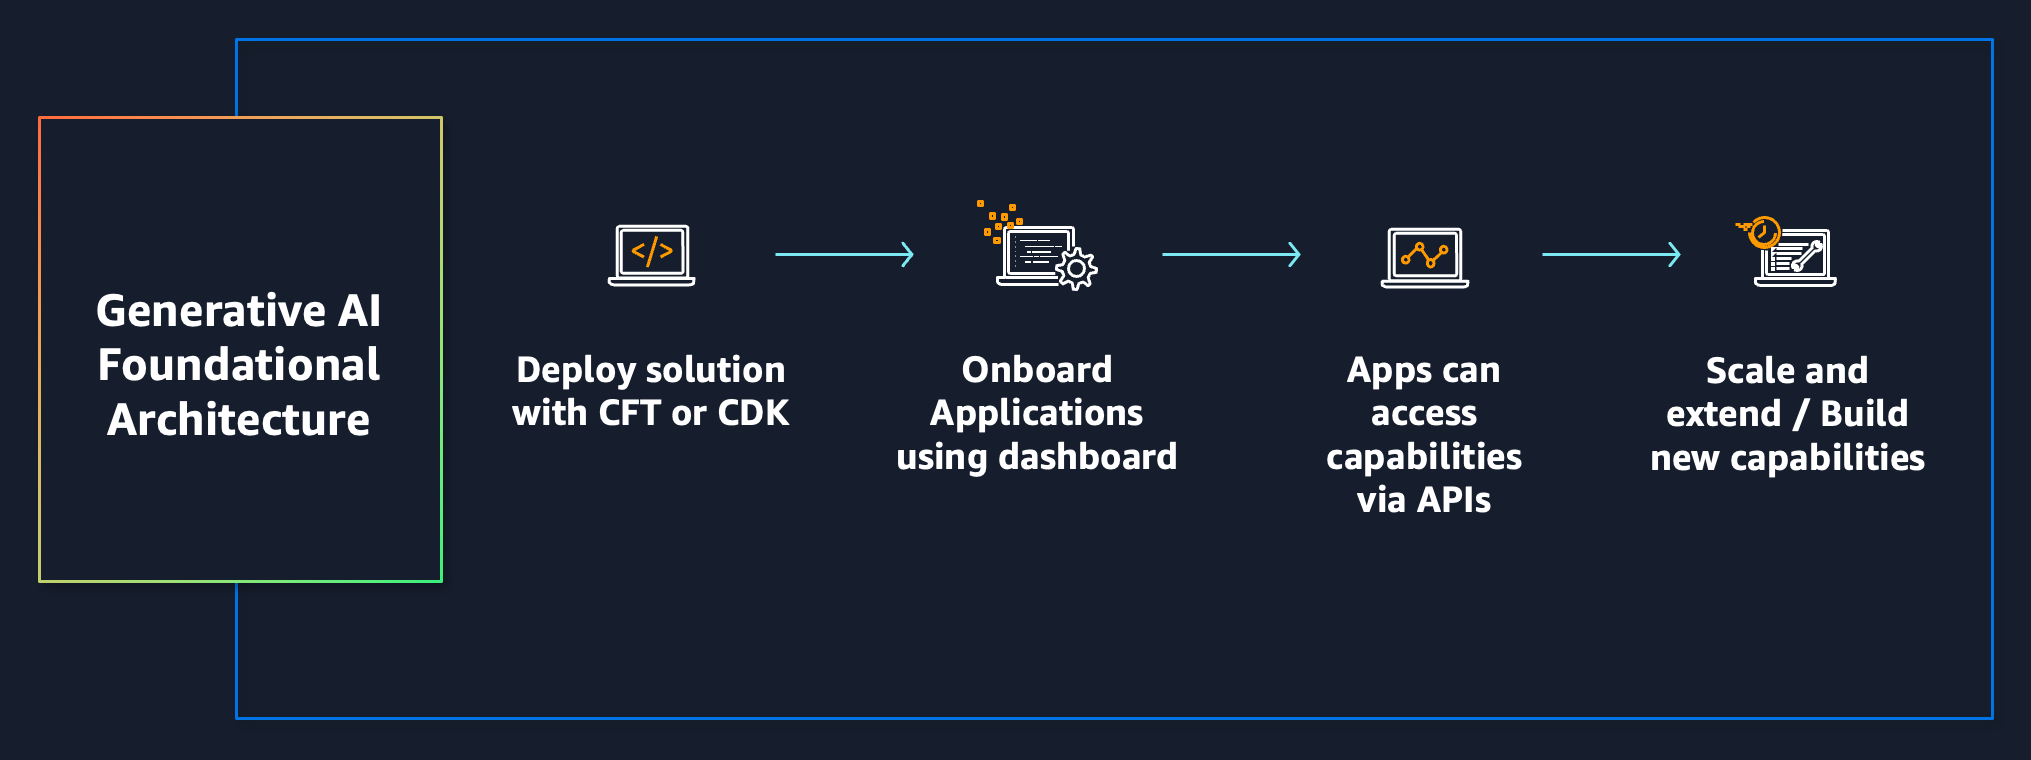 Generative AI
Foundational
Architecture
</>
Deploy solution
with CFT or CDK
Onboard
Applications
using dashboard
Apps can
access
capabilities
via APIs
Scale and
extend / Build
new capabilities